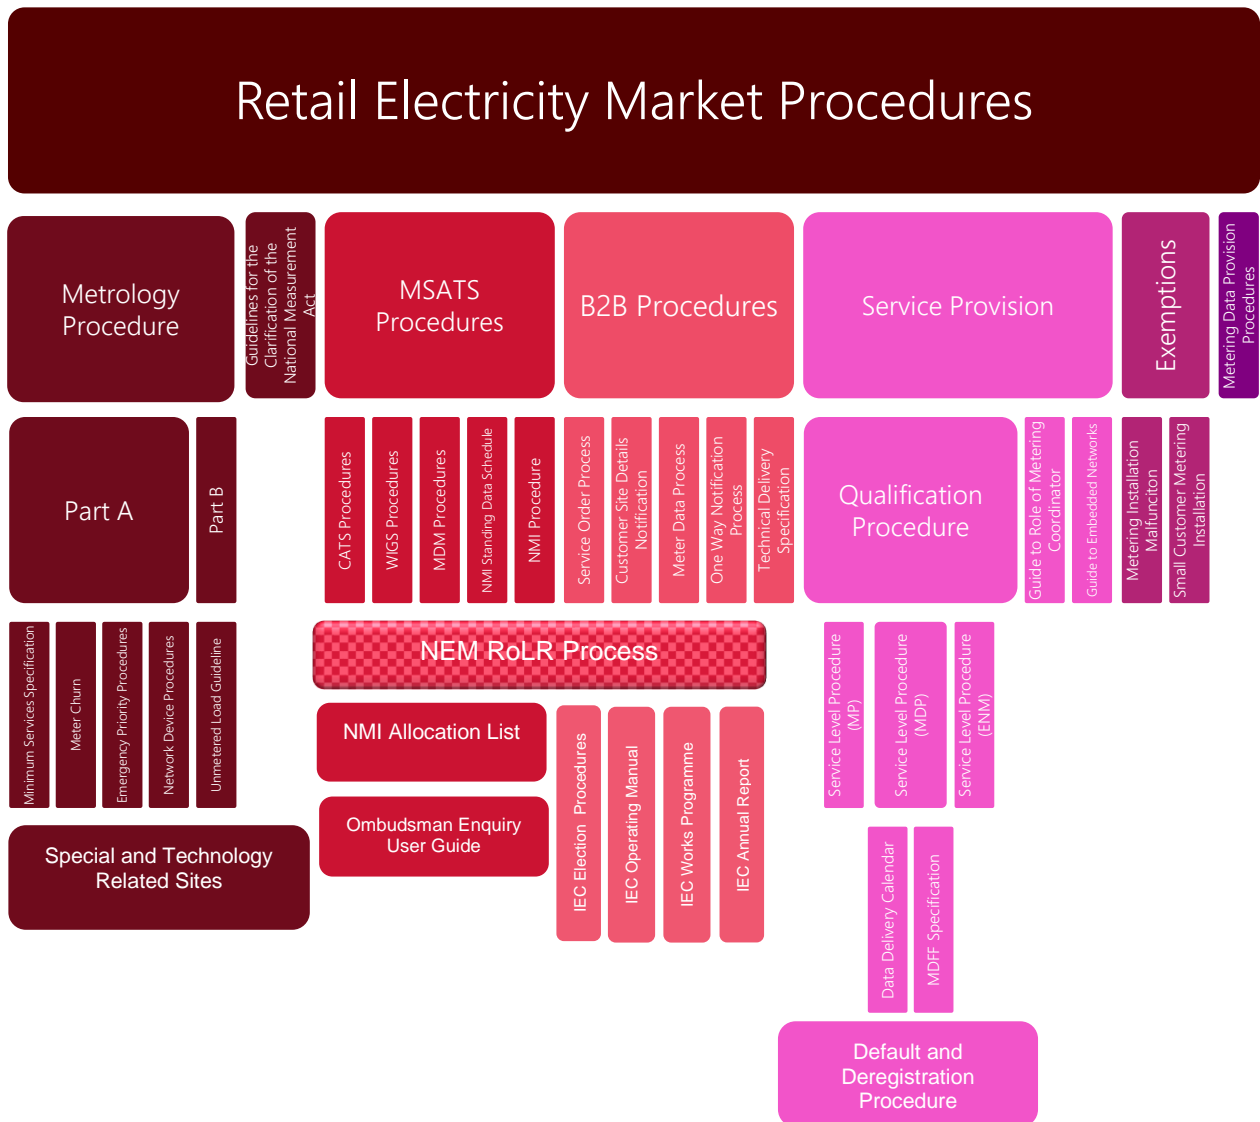 Retail Electricity Market Procedures
Metrology
Procedure
Guidelines for the
Clarification of the
National Measurement
Act
MSATS
Procedures
B2B Procedures
Service Provision
Exemptions
Metering Data Provision
Procedures
Part A
Part B
CATS Procedures
WIGS Procedures
MDM Procedures
NMI Standing Data Schedule
NMI Procedure
Service Order Process
Customer Site Details
Notification
Meter Data Process
One Way Notification
Process
Technical Delivery
Specification
Qualification
Procedure
Guide to Role of Metering
Coordinator
Guide to Embedded Networks
Metering Installation
Malfunciton
Small Customer Metering
Installation
Minimum Services Specification
Meter Churn
Emergency Priority Procedures
Network Device Procedures
Unmetered Load Guideline
NEM RoLR Process
Service Level Procedure
(MP)
Service Level Procedure
(MDP)
Service Level Procedure
(ENM)
NMI Allocation List
Ombudsman Enquiry
User Guide
IEC Election  Procedures
IEC Operating Manual
IEC Works Programme
IEC Annual Report
Special and Technology
Related Sites
Data Delivery Calendar
MDFF Specification
Default and
Deregistration
Procedure